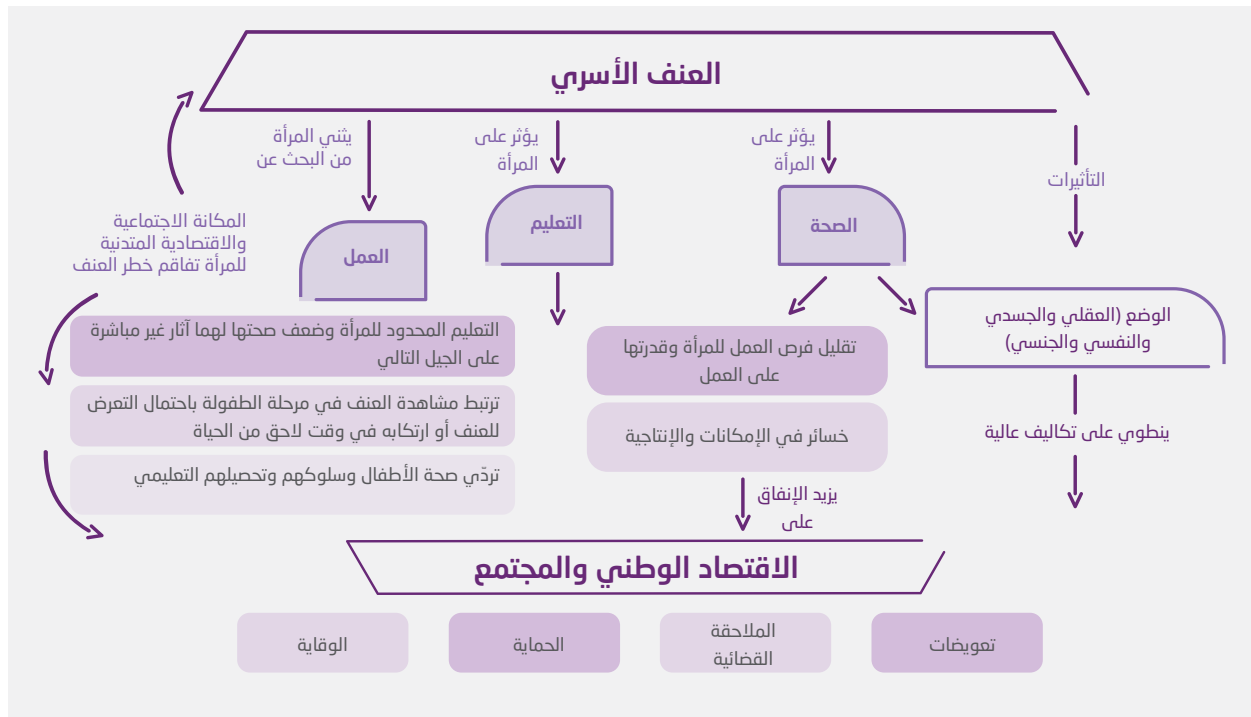 العنف الأسري
التأثيرات
يؤثر على
المرأة
يؤثر على
المرأة
يثني المرأة
من البحث عن
الصحة
التعليم
العمل
المكانة الاجتماعية
والاقتصادية المتدنية
للمرأة تفاقم خطر العنف
الوضع (العقلي والجسدي
والنفسي والجنسي)
ينطوي على تكاليف عالية
تقليل فرص العمل للمرأة وقدرتها
على العمل
خسائر في الإمكانات والإنتاجية
يزيد الإنفاق
على
التعليم المحدود للمرأة وضعف صحتها لهما آثار غير مباشرة
على الجيل التالي
ترتبط مشاهدة العنف في مرحلة الطفولة باحتمال التعرض
للعنف أو ارتكابه في وقت لاحق من الحياة
تردّي صحة الأطفال وسلوكهم وتحصيلهم التعليمي
الاقتصاد الوطني والمجتمع
تعويضات
الملاحقة
القضائية
الحماية
الوقاية